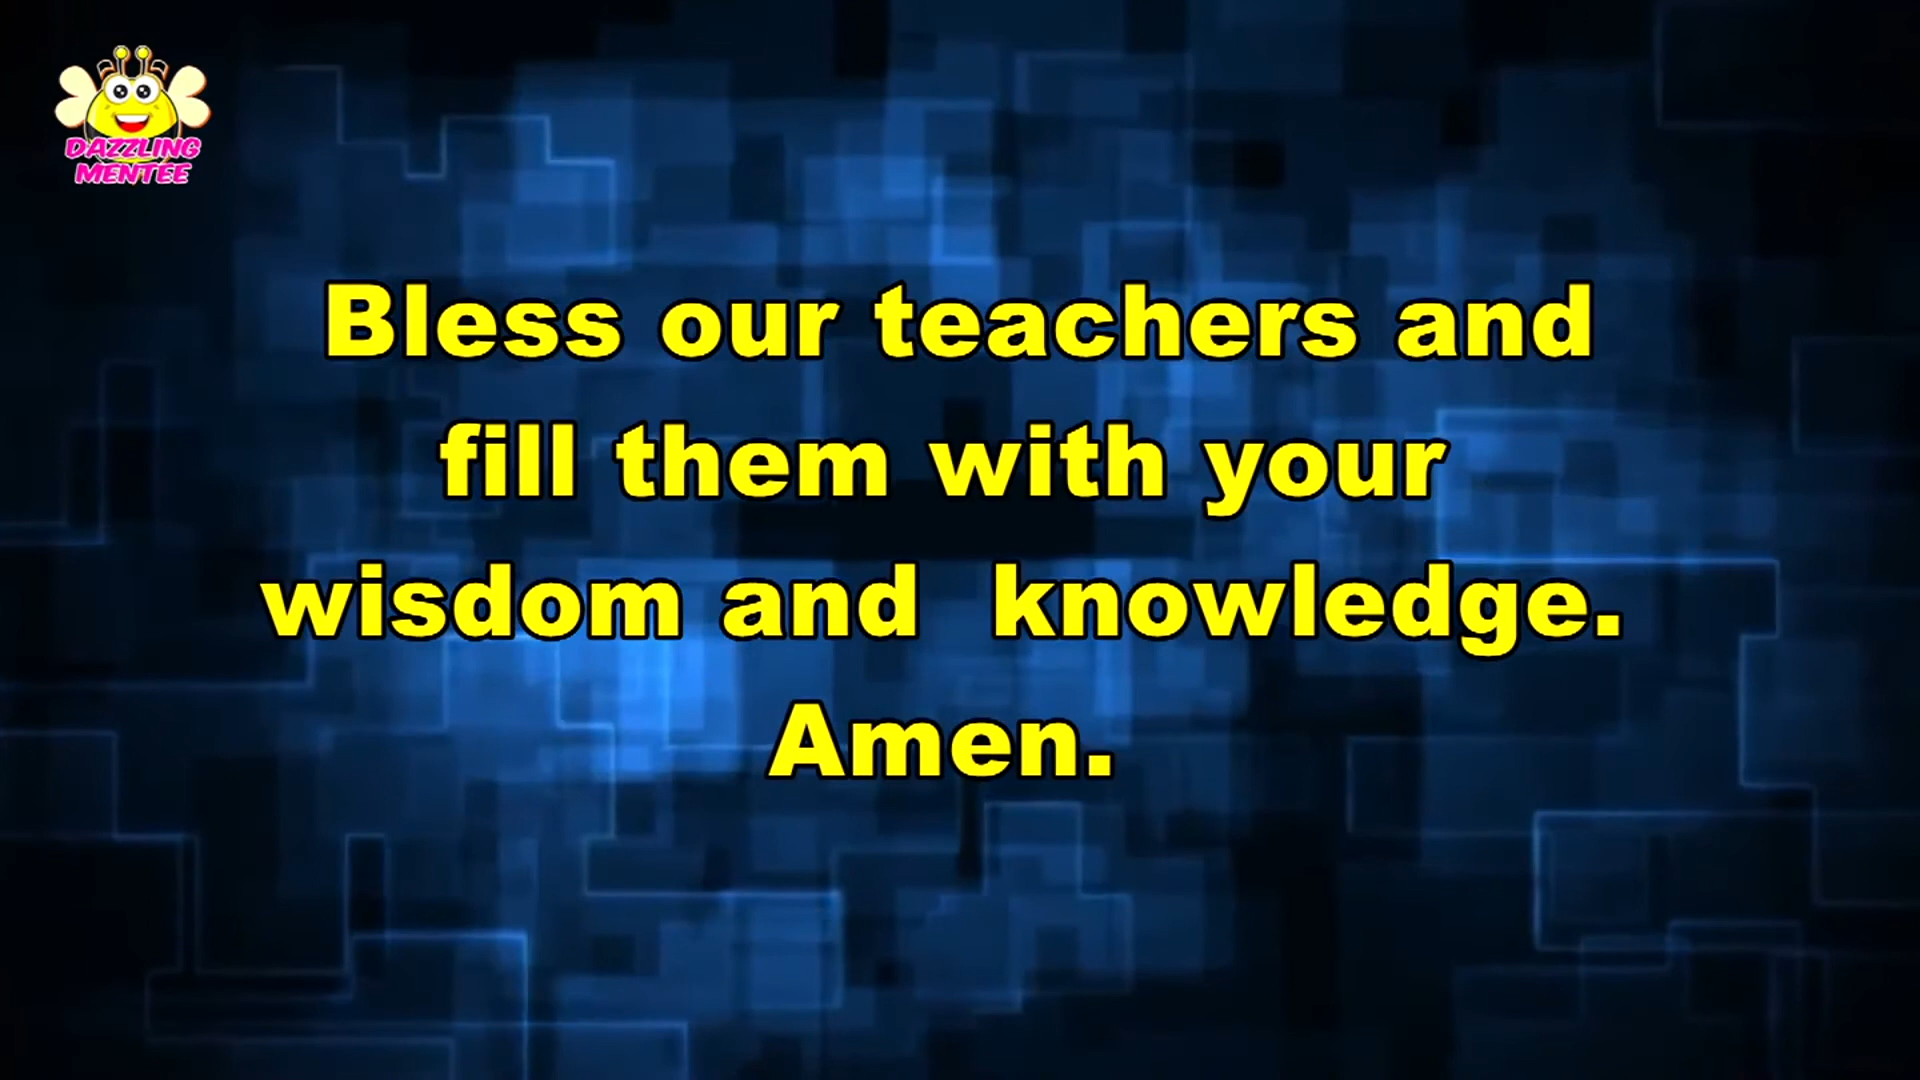 DAZZLING
MENTEE
Bless our teachers and
fill them with your
wisdom and  knowledge.
Amen.